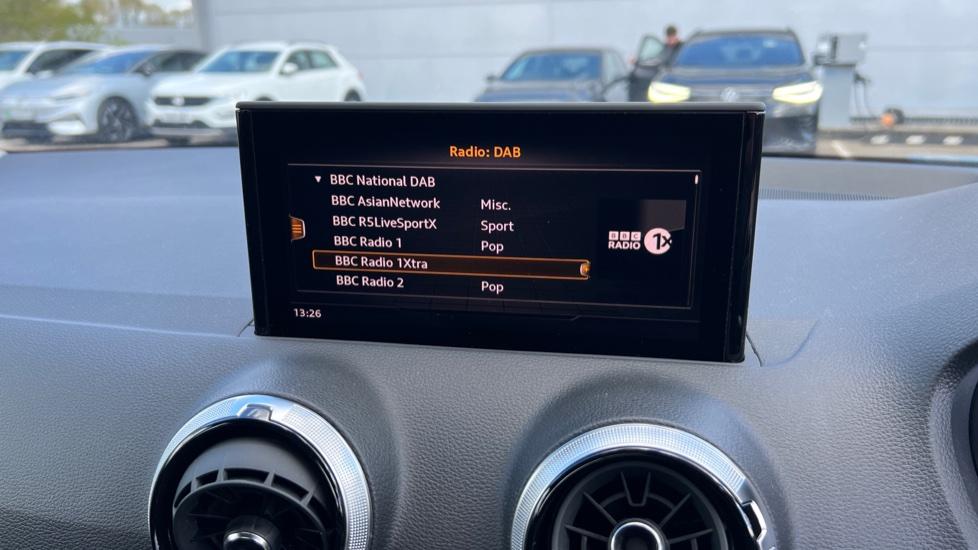 Radio: DAB
BBC National DAB
BBC AsianNetwork Misc.
BBC R5LiveSportX Sport
BBC Radio 1 Pop
BBC Radio 1Xtra
BBC Radio 2 Pop
BBC
RADIO 1X
13:26